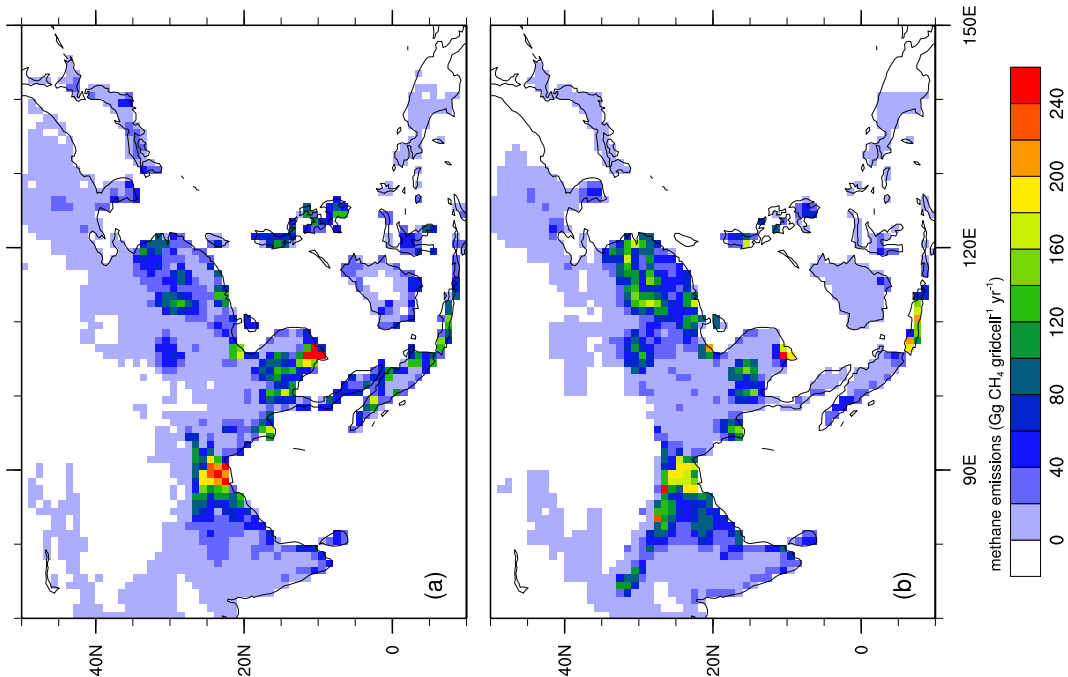 (a)
40N
20N
0
(b)
40N
20N
0
90E
120E
150E
methane emissions (Gg CH₄ gridcell⁻¹ yr⁻¹)
0
40
80
120
160
200
240